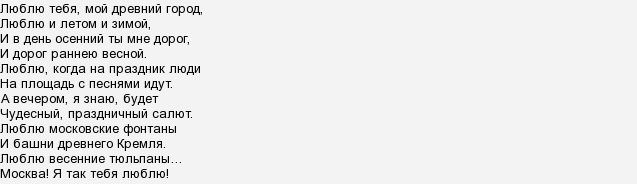 Люблю тебя, мой древний город,
Люблю и летом и зимой,
И в день осенний ты мне дорог,
И дорог раннею весной.
Люблю, когда на праздник люди
На площадь с песнями идут.
А вечером, я знаю, будет
Чудесный, праздничный салют.
Люблю московские фонтаны
И башни древнего Кремля.
Люблю весенние тюльпаны…
Москва! Я так тебя люблю!